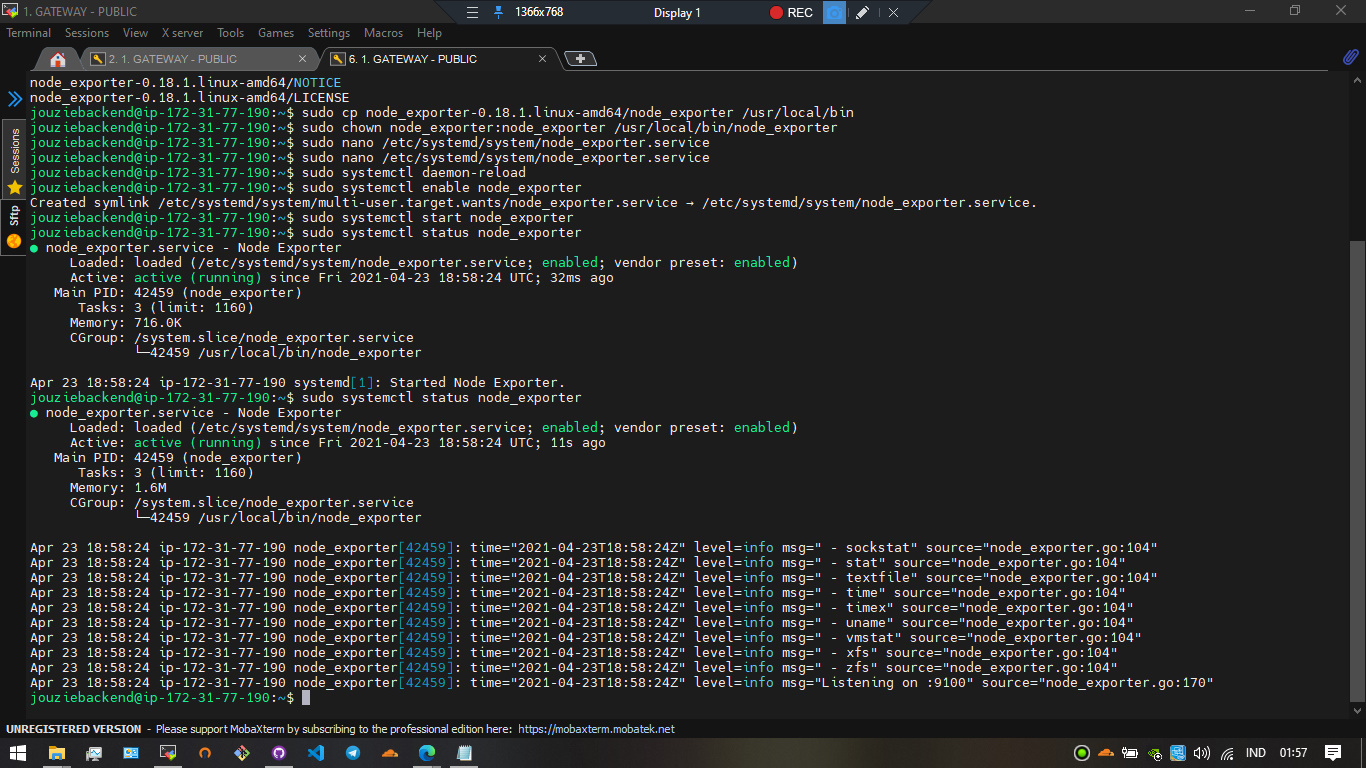 1. GATEWAY - PUBLIC
1366x768
Display 1
REC
Terminal Sessions View X server Tools Games Settings Macros Help
2. 1. GATEWAY - PUBLIC
6. 1. GATEWAY - PUBLIC
Sessions
Sftp
node_exporter-0.18.1.linux-amd64/NOTICE
node_exporter-0.18.1.linux-amd64/LICENSE
jouziebackend@ip-172-31-77-190:~$ sudo cp node_exporter-0.18.1.linux-amd64/node_exporter /usr/local/bin
jouziebackend@ip-172-31-77-190:~$ sudo chown node_exporter:node_exporter /usr/local/bin/node_exporter
jouziebackend@ip-172-31-77-190:~$ sudo nano /etc/systemd/system/node_exporter.service
jouziebackend@ip-172-31-77-190:~$ sudo nano /etc/systemd/system/node_exporter.service
jouziebackend@ip-172-31-77-190:~$ sudo systemctl daemon-reload
jouziebackend@ip-172-31-77-190:~$ sudo systemctl enable node_exporter
Created symlink /etc/systemd/system/multi-user.target.wants/node_exporter.service → /etc/systemd/system/node_exporter.service.
jouziebackend@ip-172-31-77-190:~$ sudo systemctl start node_exporter
jouziebackend@ip-172-31-77-190:~$ sudo systemctl status node_exporter
● node_exporter.service - Node Exporter
Loaded: loaded (/etc/systemd/system/node_exporter.service; enabled; vendor preset: enabled)
Active: active (running) since Fri 2021-04-23 18:58:24 UTC; 32ms ago
Main PID: 42459 (node_exporter)
Tasks: 3 (limit: 1160)
Memory: 716.0K
CGroup: /system.slice/node_exporter.service
└─42459 /usr/local/bin/node_exporter
Apr 23 18:58:24 ip-172-31-77-190 systemd[1]: Started Node Exporter.
jouziebackend@ip-172-31-77-190:~$ sudo systemctl status node_exporter
● node_exporter.service - Node Exporter
Loaded: loaded (/etc/systemd/system/node_exporter.service; enabled; vendor preset: enabled)
Active: active (running) since Fri 2021-04-23 18:58:24 UTC; 11s ago
Main PID: 42459 (node_exporter)
Tasks: 3 (limit: 1160)
Memory: 1.6M
CGroup: /system.slice/node_exporter.service
└─42459 /usr/local/bin/node_exporter
Apr 23 18:58:24 ip-172-31-77-190 node_exporter[42459]: time="2021-04-23T18:58:24Z" level=info msg=" - sockstat" source="node_exporter.go:104"
Apr 23 18:58:24 ip-172-31-77-190 node_exporter[42459]: time="2021-04-23T18:58:24Z" level=info msg=" - stat" source="node_exporter.go:104"
Apr 23 18:58:24 ip-172-31-77-190 node_exporter[42459]: time="2021-04-23T18:58:24Z" level=info msg=" - textfile" source="node_exporter.go:104"
Apr 23 18:58:24 ip-172-31-77-190 node_exporter[42459]: time="2021-04-23T18:58:24Z" level=info msg=" - time" source="node_exporter.go:104"
Apr 23 18:58:24 ip-172-31-77-190 node_exporter[42459]: time="2021-04-23T18:58:24Z" level=info msg=" - timex" source="node_exporter.go:104"
Apr 23 18:58:24 ip-172-31-77-190 node_exporter[42459]: time="2021-04-23T18:58:24Z" level=info msg=" - uname" source="node_exporter.go:104"
Apr 23 18:58:24 ip-172-31-77-190 node_exporter[42459]: time="2021-04-23T18:58:24Z" level=info msg=" - vmstat" source="node_exporter.go:104"
Apr 23 18:58:24 ip-172-31-77-190 node_exporter[42459]: time="2021-04-23T18:58:24Z" level=info msg=" - xfs" source="node_exporter.go:104"
Apr 23 18:58:24 ip-172-31-77-190 node_exporter[42459]: time="2021-04-23T18:58:24Z" level=info msg=" - zfs" source="node_exporter.go:104"
Apr 23 18:58:24 ip-172-31-77-190 node_exporter[42459]: time="2021-04-23T18:58:24Z" level=info msg="Listening on :9100" source="node_exporter.go:170"
jouziebackend@ip-172-31-77-190:~$
UNREGISTERED VERSION - Please support MobaXterm by subscribing to the professional edition here: https://mobaxterm.mobatek.net
IND 01:57